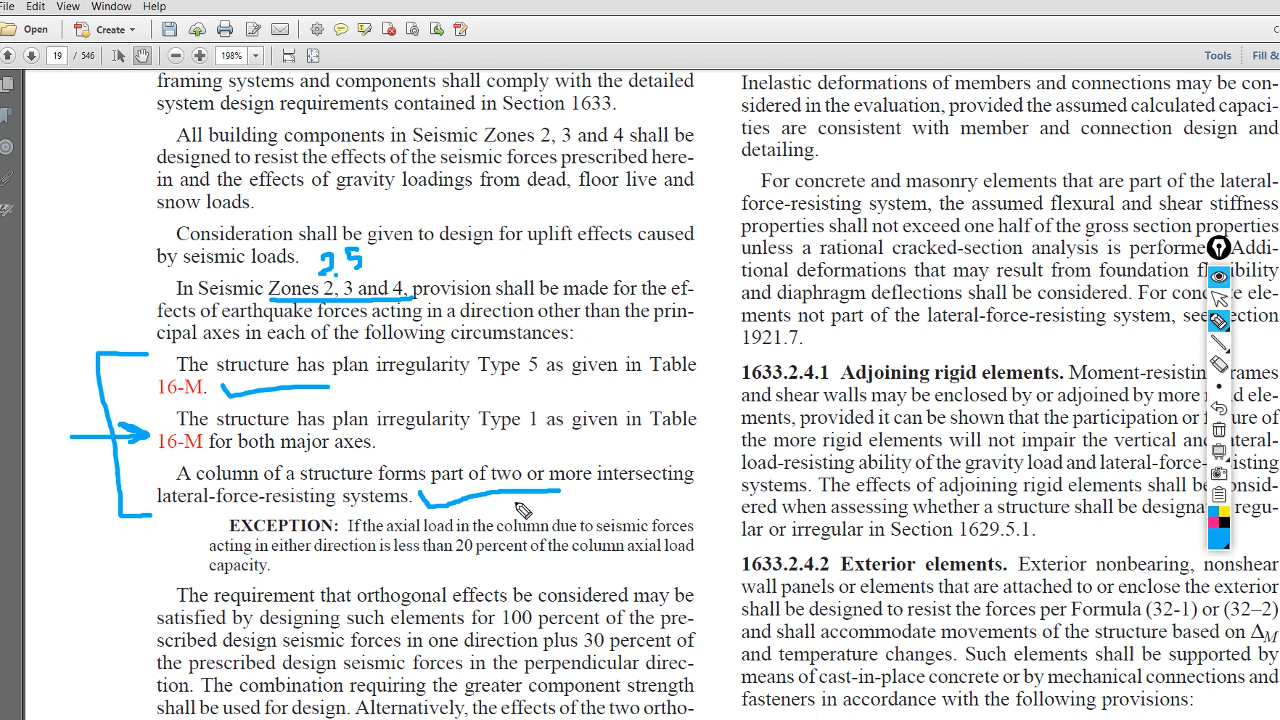 File Edit View Window Help
Open Create
19 / 546 198% Tools Fill &
framing systems and components shall comply with the detailed
system design requirements contained in Section 1633.
All building components in Seismic Zones 2, 3 and 4 shall be
designed to resist the effects of the seismic forces prescribed here-
in and the effects of gravity loadings from dead, floor live and
snow loads.
Consideration shall be given to design for uplift effects caused
by seismic loads.
In Seismic Zones 2, 3 and 4, provision shall be made for the ef-
fects of earthquake forces acting in a direction other than the prin-
cipal axes in each of the following circumstances:
The structure has plan irregularity Type 5 as given in Table
16-M.
The structure has plan irregularity Type 1 as given in Table
16-M for both major axes.
A column of a structure forms part of two or more intersecting
lateral-force-resisting systems.
EXCEPTION: If the axial load in the column due to seismic forces
acting in either direction is less than 20 percent of the column axial load
capacity.
The requirement that orthogonal effects be considered may be
satisfied by designing such elements for 100 percent of the pre-
scribed design seismic forces in one direction plus 30 percent of
the prescribed design seismic forces in the perpendicular direc-
tion. The combination requiring the greater component strength
shall be used for design. Alternatively, the effects of the two ortho-
Inelastic deformations of members and connections may be con-
sidered in the evaluation, provided the assumed calculated capaci-
ties are consistent with member and connection design and
detailing.
For concrete and masonry elements that are part of the lateral-
force-resisting system, the assumed flexural and shear stiffness
properties shall not exceed one half of the gross section properties
unless a rational cracked-section analysis is performe Addi-
tional deformations that may result from foundation fl ibility
and diaphragm deflections shall be considered. For conc ele-
ments not part of the lateral-force-resisting system, see ection
1921.7.
1633.2.4.1 Adjoining rigid elements. Moment-resistin rames
and shear walls may be enclosed by or adjoined by more id ele-
ments, provided it can be shown that the participation or ure of
the more rigid elements will not impair the vertical and ateral-
load-resisting ability of the gravity load and lateral-force- isting
systems. The effects of adjoining rigid elements shall be nsid-
ered when assessing whether a structure shall be designa regu-
lar or irregular in Section 1629.5.1.
1633.2.4.2 Exterior elements. Exterior nonbearing, nonshear
wall panels or elements that are attached to or enclose the exterior
shall be designed to resist the forces per Formula (32-1) or (32–2)
and shall accommodate movements of the structure based on ΔM
and temperature changes. Such elements shall be supported by
means of cast-in-place concrete or by mechanical connections and
fasteners in accordance with the following provisions: